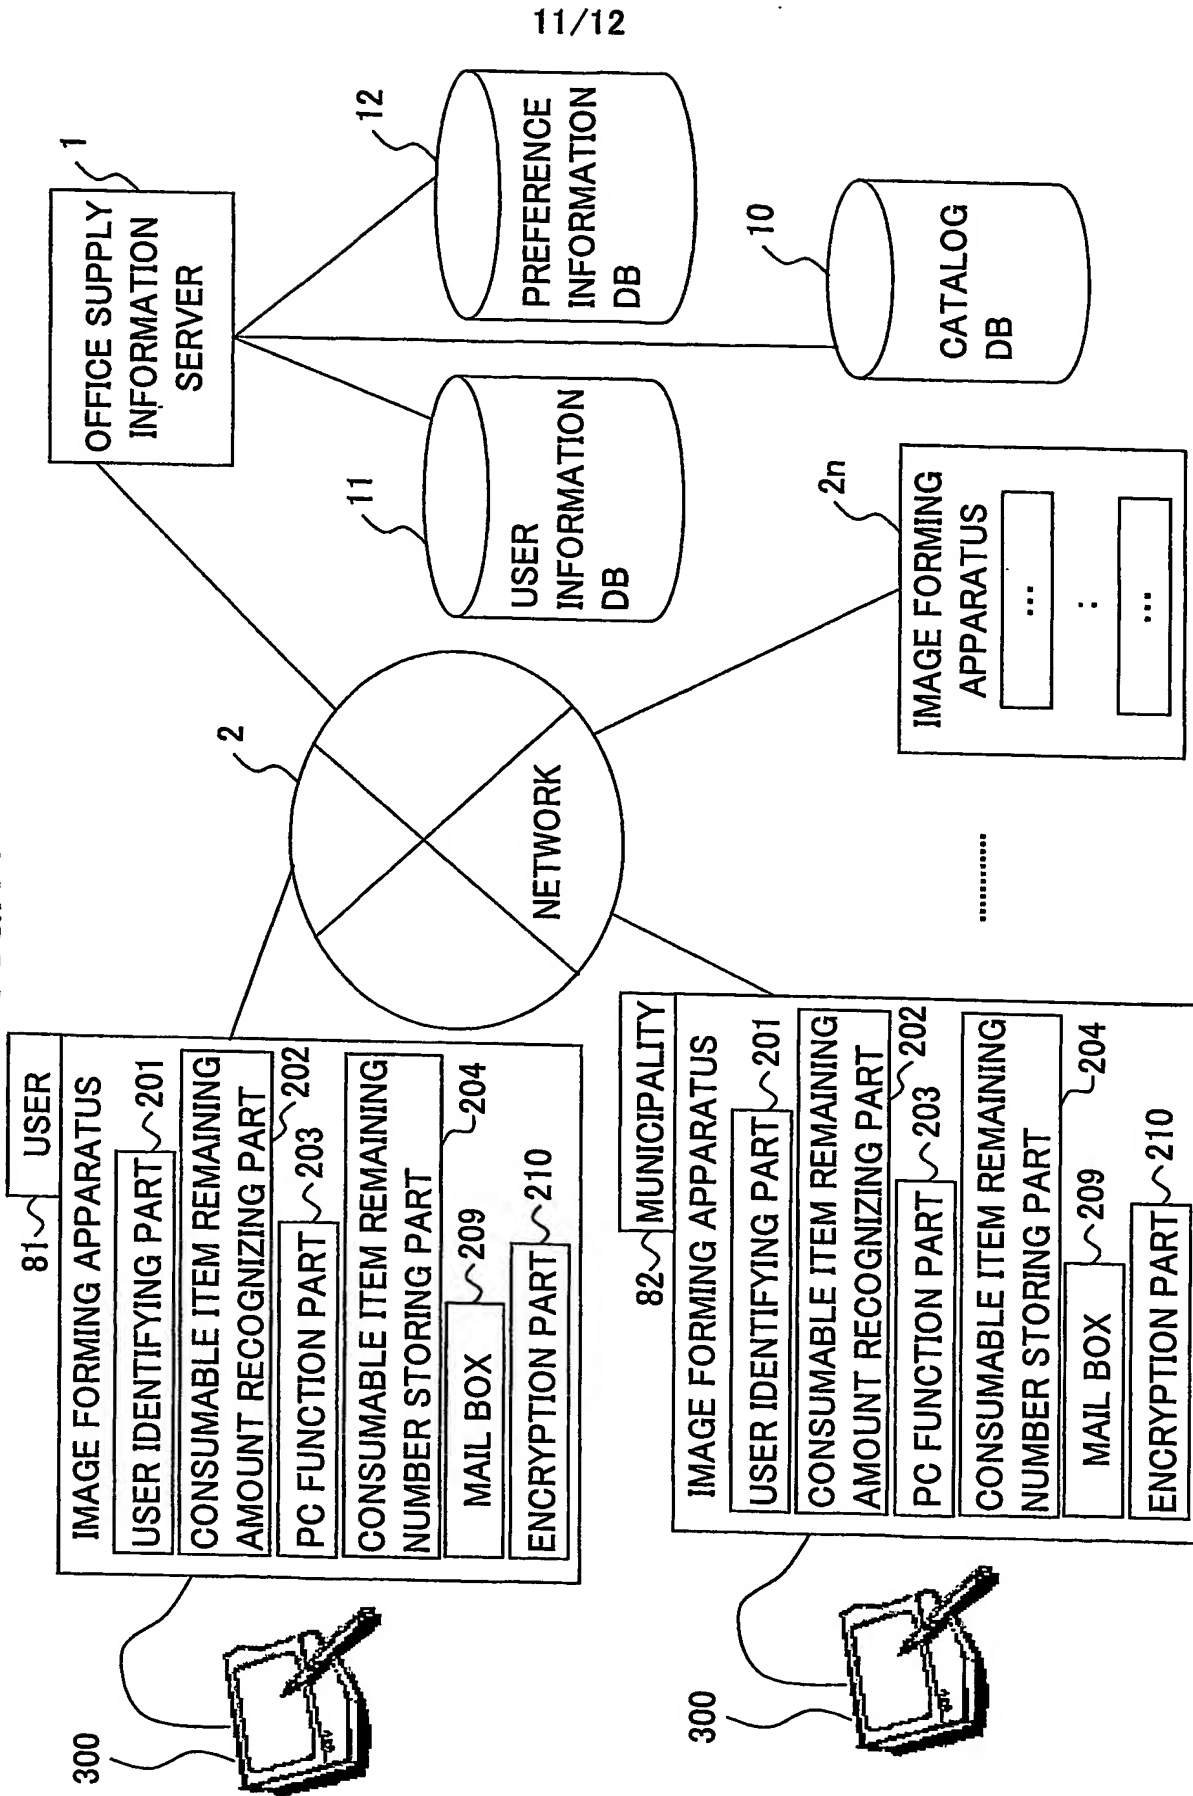 11/12
OFFICE SUPPLY
INFORMATION
SERVER
1
USER
INFORMATION
DB
11
PREFERENCE
INFORMATION
DB
12
CATALOG
DB
10
2
NETWORK
81
USER
IMAGE FORMING APPARATUS
USER IDENTIFYING PART
201
CONSUMABLE ITEM REMAINING
AMOUNT RECOGNIZING PART
202
PC FUNCTION PART
203
CONSUMABLE ITEM REMAINING
NUMBER STORING PART
204
MAIL BOX
209
ENCRYPTION PART
210
300
82
MUNICIPALITY
IMAGE FORMING APPARATUS
USER IDENTIFYING PART
201
CONSUMABLE ITEM REMAINING
AMOUNT RECOGNIZING PART
202
PC FUNCTION PART
203
CONSUMABLE ITEM REMAINING
NUMBER STORING PART
204
MAIL BOX
209
ENCRYPTION PART
210
300
............
2n
IMAGE FORMING
APPARATUS
...
:
...